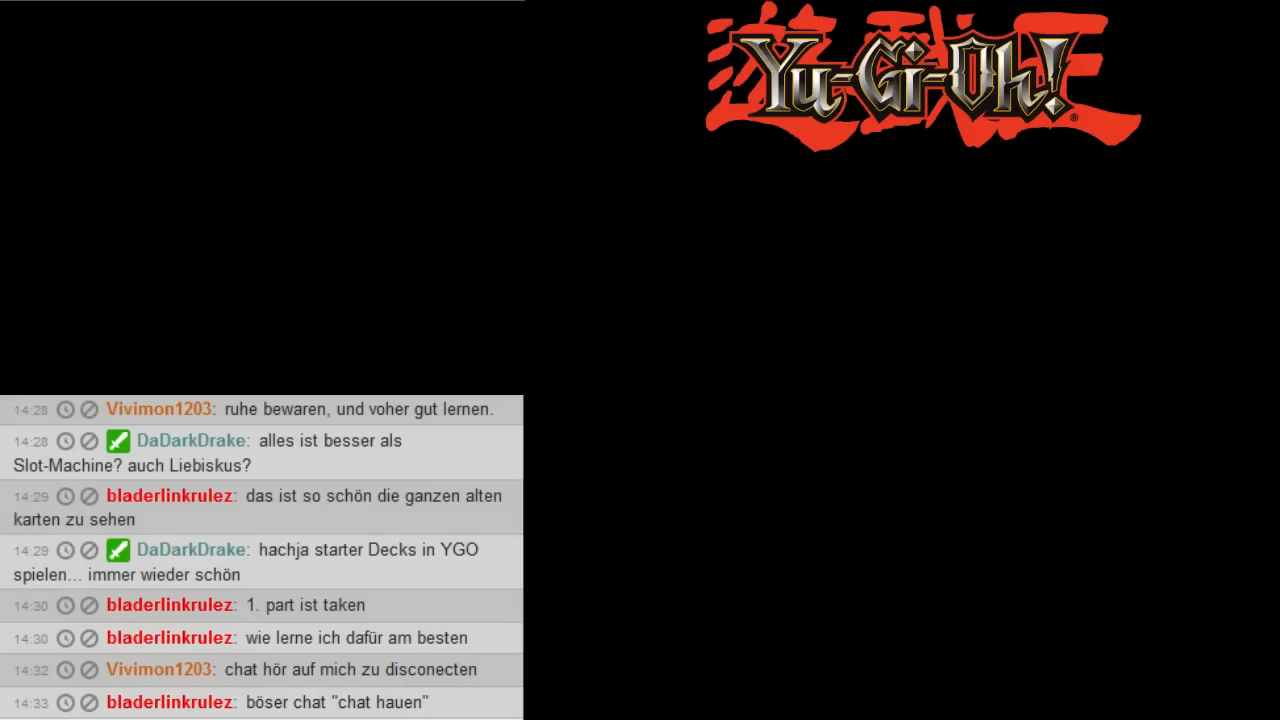 遊戯王
Yu-Gi-Oh!
®
14:28 Vivimon1203: ruhe bewaren, und voher gut lernen.
14:28 DaDarkDrake: alles ist besser als
Slot-Machine? auch Liebiskus?
14:29 bladerlinkrulez: das ist so schön die ganzen alten
karten zu sehen
14:29 DaDarkDrake: hachja starter Decks in YGO
spielen... immer wieder schön
14:30 bladerlinkrulez: 1. part ist taken
14:30 bladerlinkrulez: wie lerne ich dafür am besten
14:32 Vivimon1203: chat hör auf mich zu disconecten
14:33 bladerlinkrulez: böser chat "chat hauen"